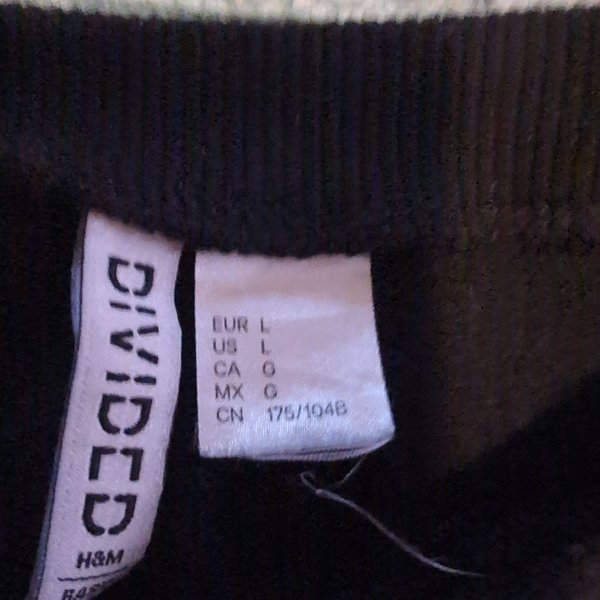 DIVIDED
H&M
EUR L
US L
CA G
MX G
CN 175/104B